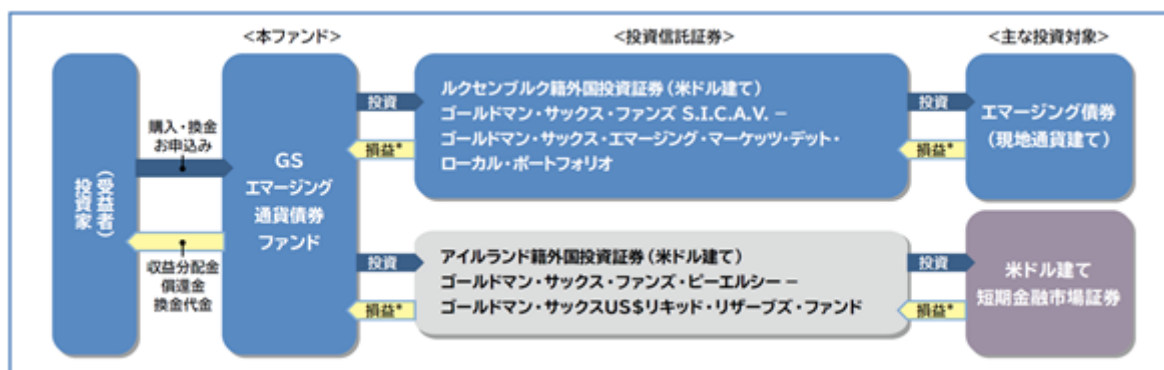 <本ファンド>
<投資信託証券>
<主な投資対象>
投資家
(受益者)
購入・換金
お申込み
収益分配金
償還金
換金代金
GS
エマージング
通貨債券
ファンド
投資
損益*
ルクセンブルク籍外国投資証券(米ドル建て)
ゴールドマン・サックス・ファンズ S.I.C.A.V. −
ゴールドマン・サックス・エマージング・マーケッツ・デット・
ローカル・ポートフォリオ
投資
損益*
エマージング債券
(現地通貨建て)
投資
損益*
アイルランド籍外国投資証券(米ドル建て)
ゴールドマン・サックス・ファンズ・ピーエルシー −
ゴールドマン・サックスUS$リキッド・リザーブズ・ファンド
投資
損益*
米ドル建て
短期金融市場証券